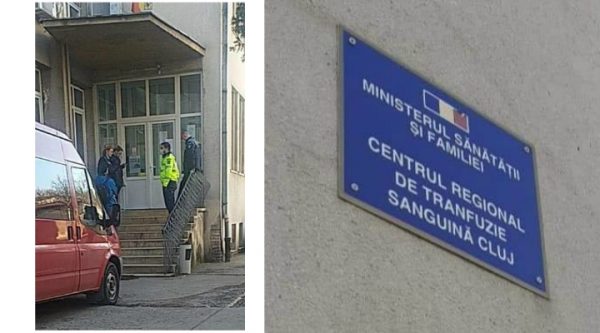 MINISTERUL SĂNĂTĂȚII
ȘI FAMILIEI
CENTRUL REGIONAL
DE TRANFUZIE
SANGUINĂ CLUJ